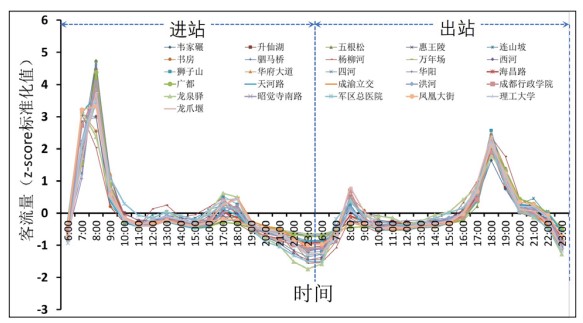 进站
出站
韦家碾 升仙湖 五根松 惠王陵 连山坡
书房 驷马桥 杨柳河 万年场 西河
狮子山 华府大道 四河 华阳 海昌路
广都 天河路 成渝立交 洪河 成都行政学院
龙泉驿 昭觉寺南路 军区总医院 凤凰大街 理工大学
龙爪堰
客流量（z-score标准化值）
6
5
4
3
2
1
0
-1
-2
-3
6:00 7:00 8:00 9:00 10:00 11:00 12:00 13:00 14:00 15:00 16:00 17:00 18:00 19:00 20:00 21:00 22:00 23:00 6:00 7:00 8:00 9:00 10:00 11:00 12:00 13:00 14:00 15:00 16:00 17:00 18:00 19:00 20:00 21:00 22:00 23:00
时间